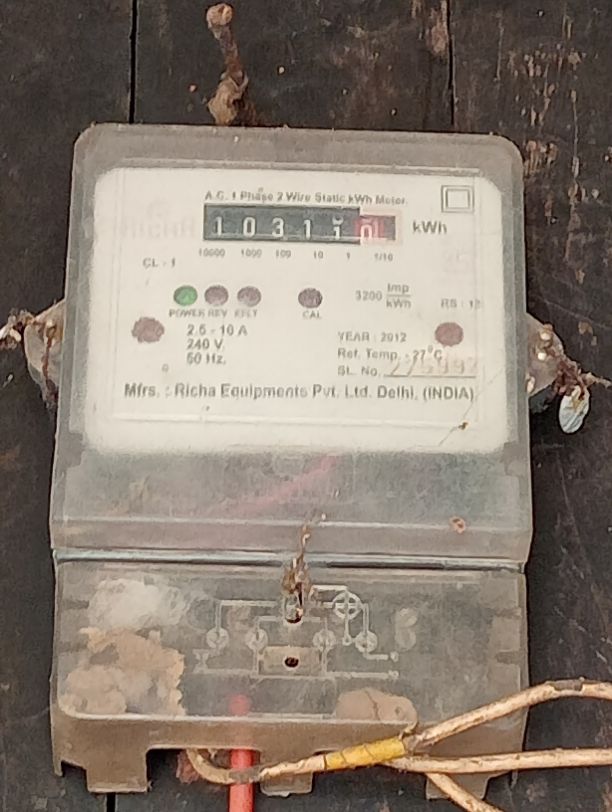 A.C. 1 Phase 2 Wire Static kWh Meter
1 0 3 1 1 0 kWh
10000 1000 100 10 1 1/10
CL - 1
3200 Imp/kWh
POWER REV EFLT CAL
2.5 - 10 A
240 V.
50 Hz.
YEAR : 2012
Ref. Temp. : 27°C
SL. No.
Mfrs. : Richa Equipments Pvt. Ltd. Delhi, (INDIA)